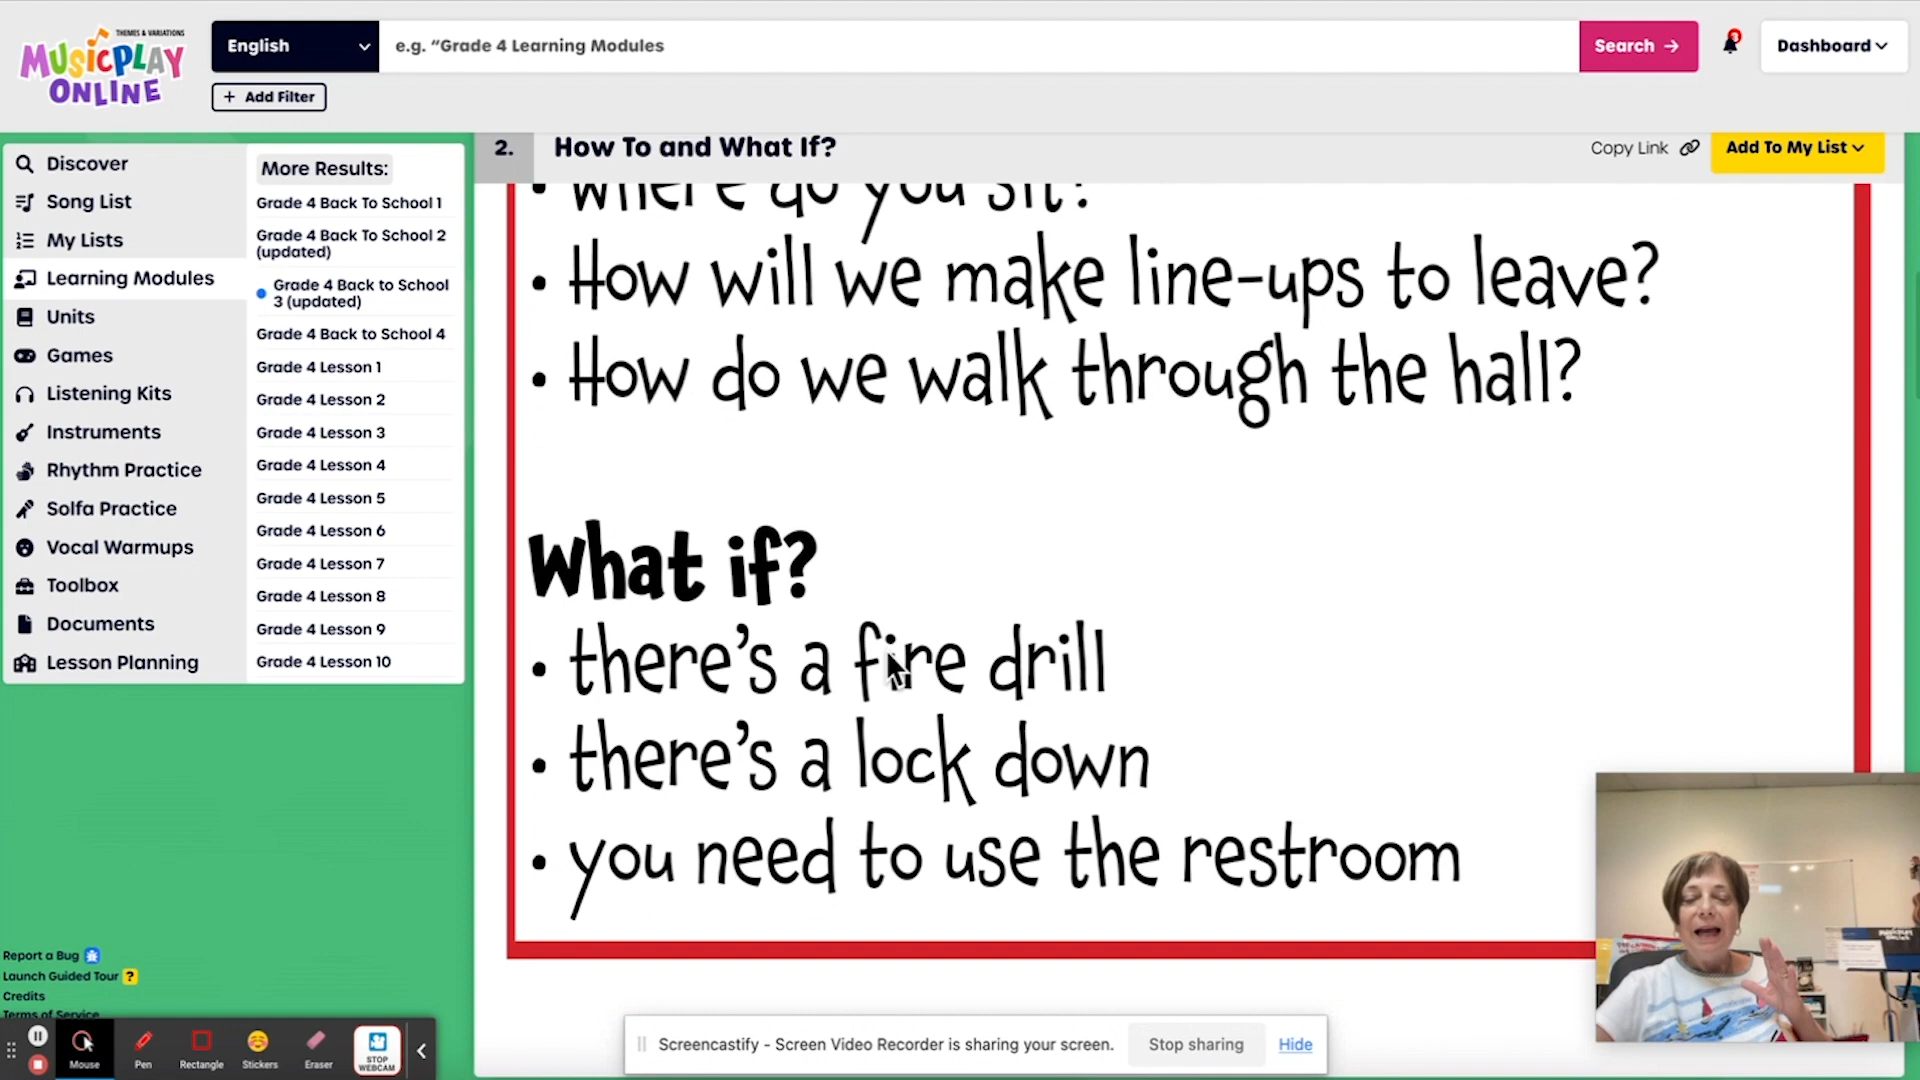 THEMES & VARIATIONS
MUSICPLAY
ONLINE
English
e.g. “Grade 4 Learning Modules
Search →
3
Dashboard
+ Add Filter
Discover
Song List
My Lists
Learning Modules
Units
Games
Listening Kits
Instruments
Rhythm Practice
Solfa Practice
Vocal Warmups
Toolbox
Documents
Lesson Planning
More Results:
Grade 4 Back To School 1
Grade 4 Back To School 2
(updated)
Grade 4 Back to School
3 (updated)
Grade 4 Back to School 4
Grade 4 Lesson 1
Grade 4 Lesson 2
Grade 4 Lesson 3
Grade 4 Lesson 4
Grade 4 Lesson 5
Grade 4 Lesson 6
Grade 4 Lesson 7
Grade 4 Lesson 8
Grade 4 Lesson 9
Grade 4 Lesson 10
2. How To and What If?
Copy Link
Add To My List
• Where do you sit?
• How will we make line-ups to leave?
• How do we walk through the hall?
What if?
• there's a fire drill
• there's a lock down
• you need to use the restroom
Report a Bug
Launch Guided Tour ?
Credits
Terms of Service
Mouse
Pen
Rectangle
Stickers
Eraser
STOP
WEBCAM
Screencastify - Screen Video Recorder is sharing your screen.
Stop sharing
Hide